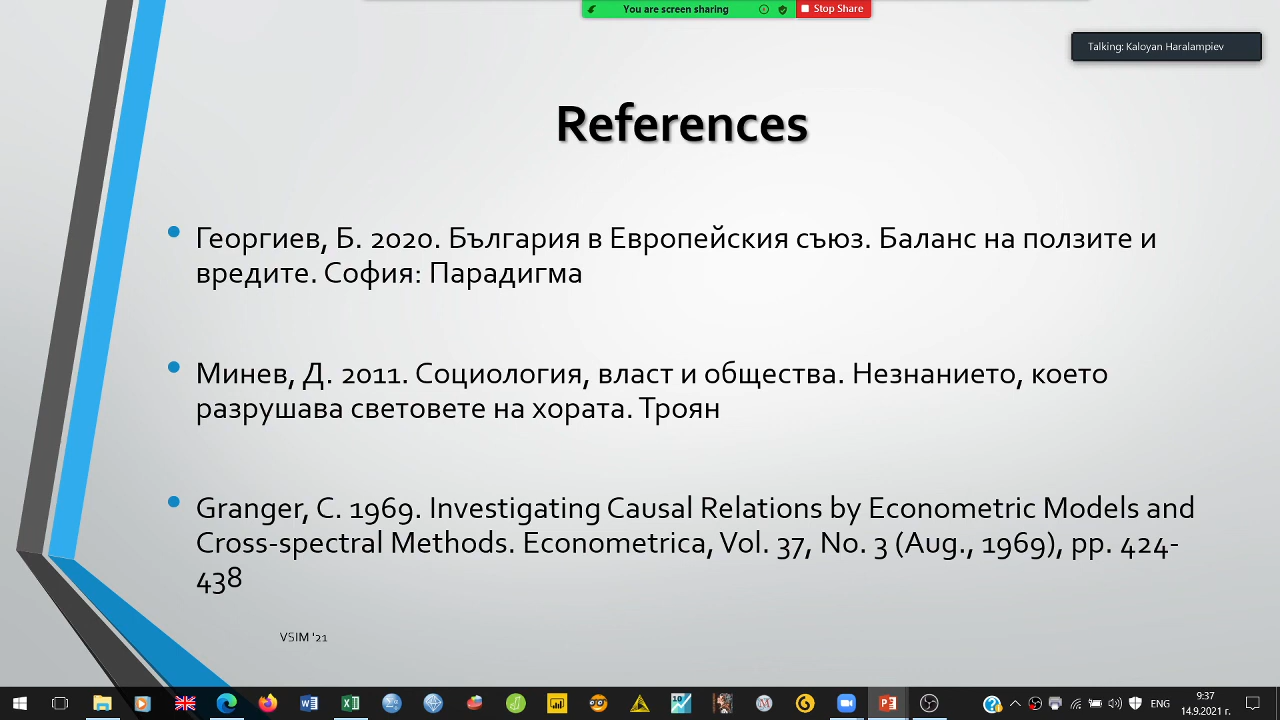 You are screen sharing
Stop Share
Talking: Kaloyan Haralampiev
References
Георгиев, Б. 2020. България в Европейския съюз. Баланс на ползите и
вредите. София: Парадигма
Минев, Д. 2011. Социология, власт и общества. Незнанието, което
разрушава световете на хората. Троян
Granger, C. 1969. Investigating Causal Relations by Econometric Models and
Cross-spectral Methods. Econometrica, Vol. 37, No. 3 (Aug., 1969), pp. 424-
438
VSIM '21
10
ENG
9:37
14.9.2021 г.